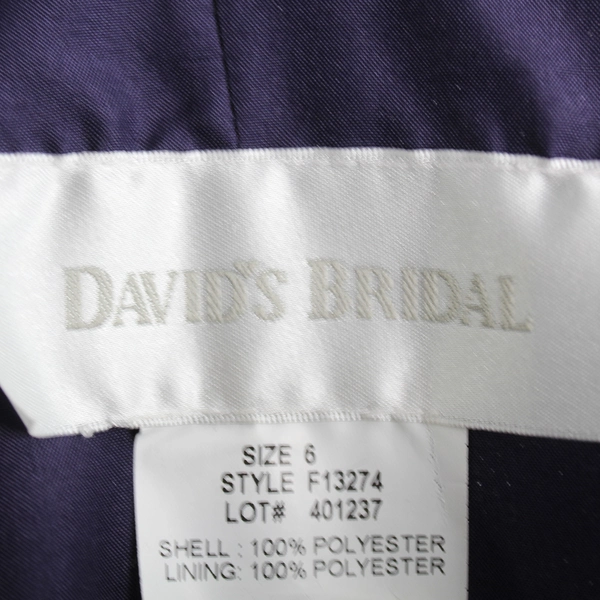 DAVID'S BRIDAL
SIZE 6
STYLE F13274
LOT# 401237
SHELL : 100% POLYESTER
LINING: 100% POLYESTER